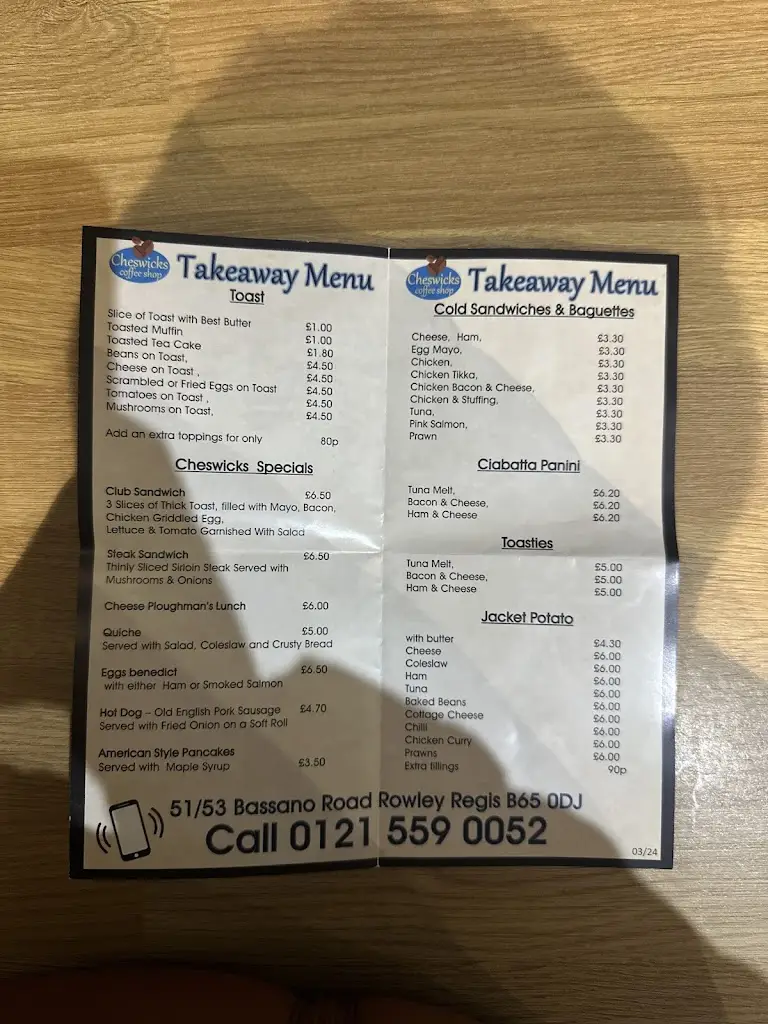 Cheswicks
coffee shop
Takeaway Menu
Toast
Slice of Toast with Best Butter £1.00
Toasted Muffin £1.00
Toasted Tea Cake £1.80
Beans on Toast, £4.50
Cheese on Toast , £4.50
Scrambled or Fried Eggs on Toast £4.50
Tomatoes on Toast , £4.50
Mushrooms on Toast, £4.50
Add an extra toppings for only 80p
Cheswicks Specials
Club Sandwich £6.50
3 Slices of Thick Toast, filled with Mayo, Bacon,
Chicken Griddled Egg,
Lettuce & Tomato Garnished With Salad
Steak Sandwich £6.50
Thinly Sliced Sirloin Steak Served with
Mushrooms & Onions
Cheese Ploughman's Lunch £6.00
Quiche £5.00
Served with Salad, Coleslaw and Crusty Bread
Eggs benedict £6.50
with either Ham or Smoked Salmon
Hot Dog – Old English Pork Sausage £4.70
Served with Fried Onion on a Soft Roll
American Style Pancakes
Served with Maple Syrup £3.50
Cheswicks
coffee shop
Takeaway Menu
Cold Sandwiches & Baguettes
Cheese, Ham, £3.30
Egg Mayo, £3.30
Chicken, £3.30
Chicken Tikka, £3.30
Chicken Bacon & Cheese, £3.30
Chicken & Stuffing, £3.30
Tuna, £3.30
Pink Salmon, £3.30
Prawn £3.30
Ciabatta Panini
Tuna Melt, £6.20
Bacon & Cheese, £6.20
Ham & Cheese £6.20
Toasties
Tuna Melt, £5.00
Bacon & Cheese, £5.00
Ham & Cheese £5.00
Jacket Potato
with butter £4.30
Cheese £6.00
Coleslaw £6.00
Ham £6.00
Tuna £6.00
Baked Beans £6.00
Cottage Cheese £6.00
Chilli £6.00
Chicken Curry £6.00
Prawns £6.00
Extra fillings 90p
51/53 Bassano Road Rowley Regis B65 0DJ
Call 0121 559 0052
03/24